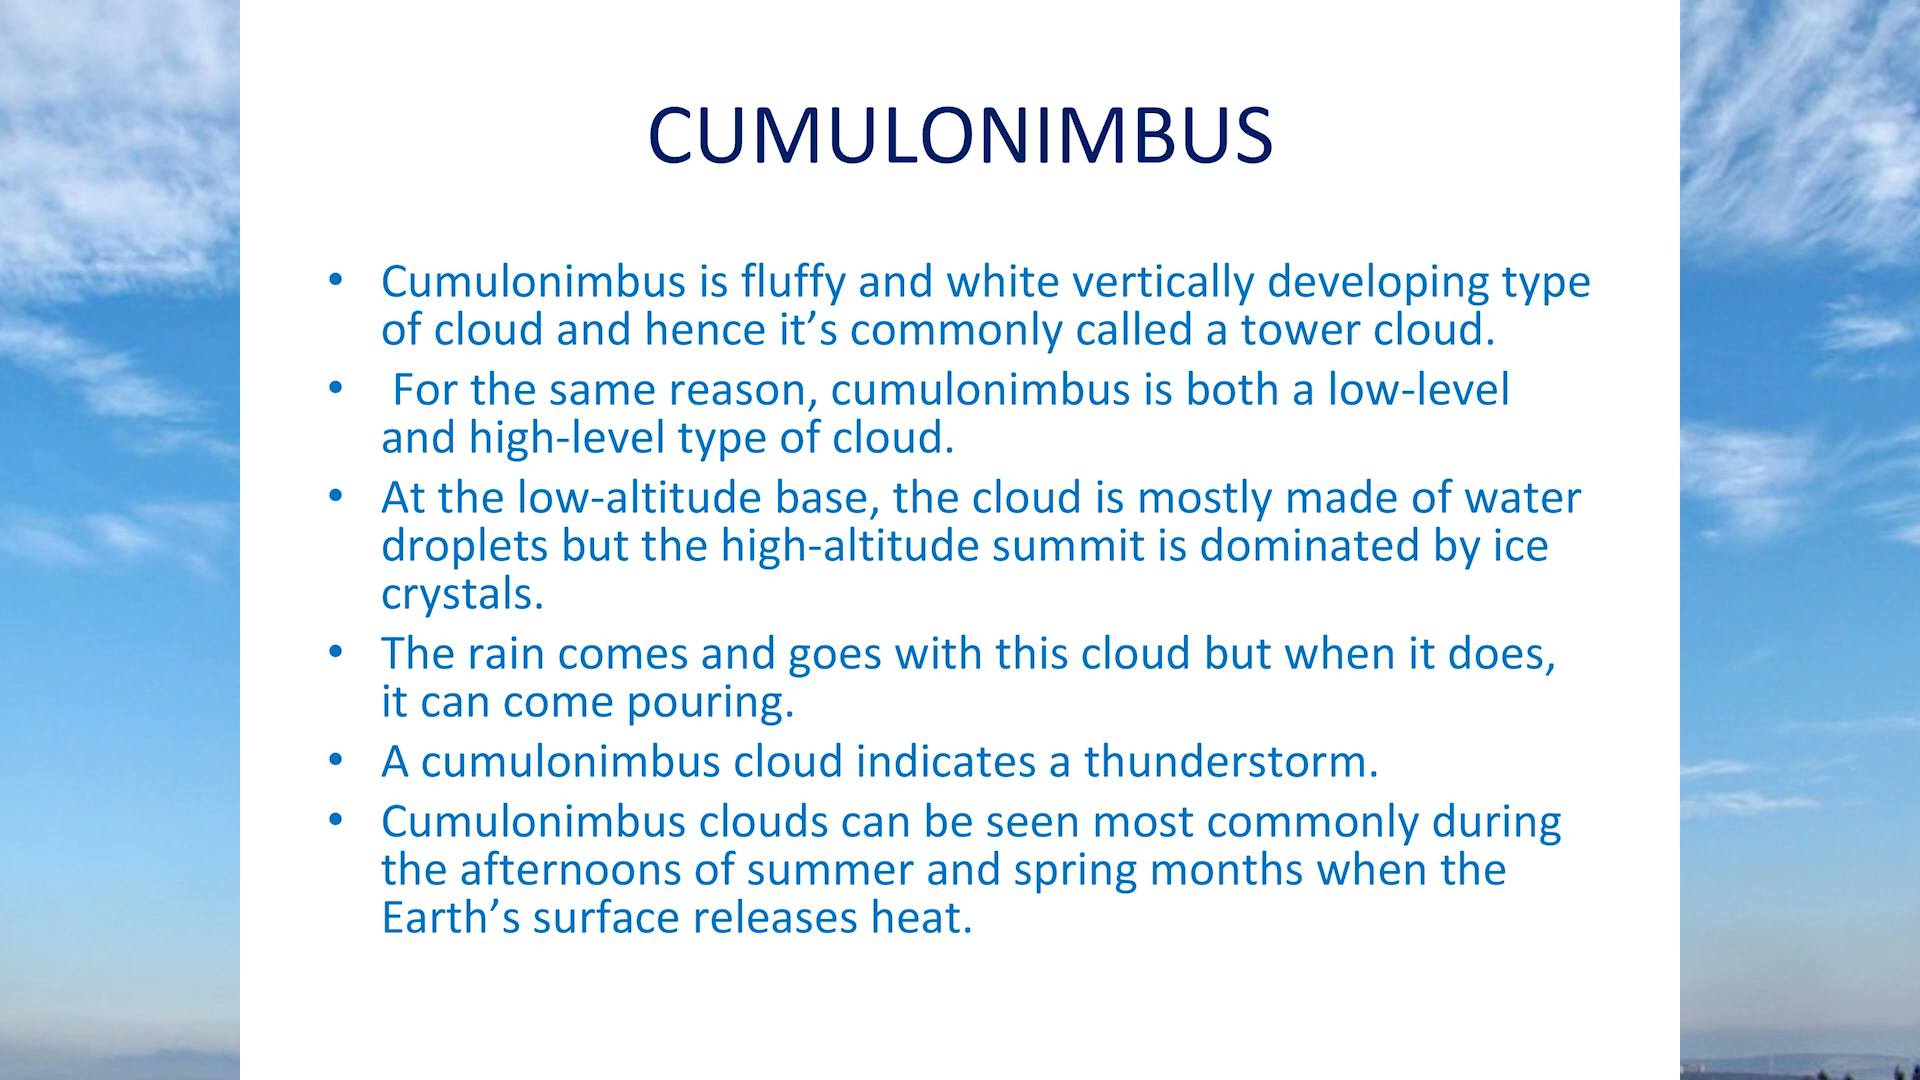 CUMULONIMBUS
• Cumulonimbus is fluffy and white vertically developing type
of cloud and hence it’s commonly called a tower cloud.
• For the same reason, cumulonimbus is both a low-level
and high-level type of cloud.
• At the low-altitude base, the cloud is mostly made of water
droplets but the high-altitude summit is dominated by ice
crystals.
• The rain comes and goes with this cloud but when it does,
it can come pouring.
• A cumulonimbus cloud indicates a thunderstorm.
• Cumulonimbus clouds can be seen most commonly during
the afternoons of summer and spring months when the
Earth’s surface releases heat.